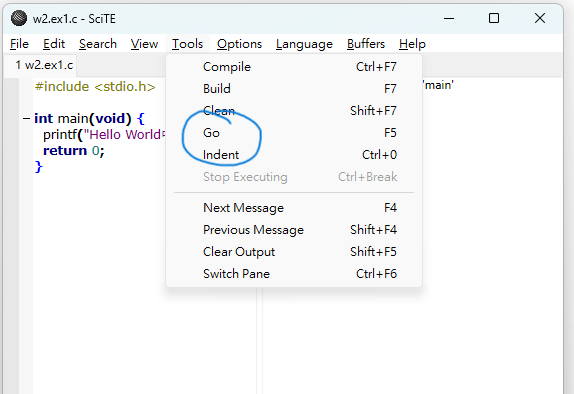 w2.ex1.c - SciTE
File Edit Search View Tools Options Language Buffers Help
1 w2.ex1.c
#include <stdio.h>
int main(void) {
printf("Hello World
return 0;
}
Compile Ctrl+F7
Build F7
Clean Shift+F7
Go F5
Indent Ctrl+0
Stop Executing Ctrl+Break
Next Message F4
Previous Message Shift+F4
Clear Output Shift+F5
Switch Pane Ctrl+F6
'main'